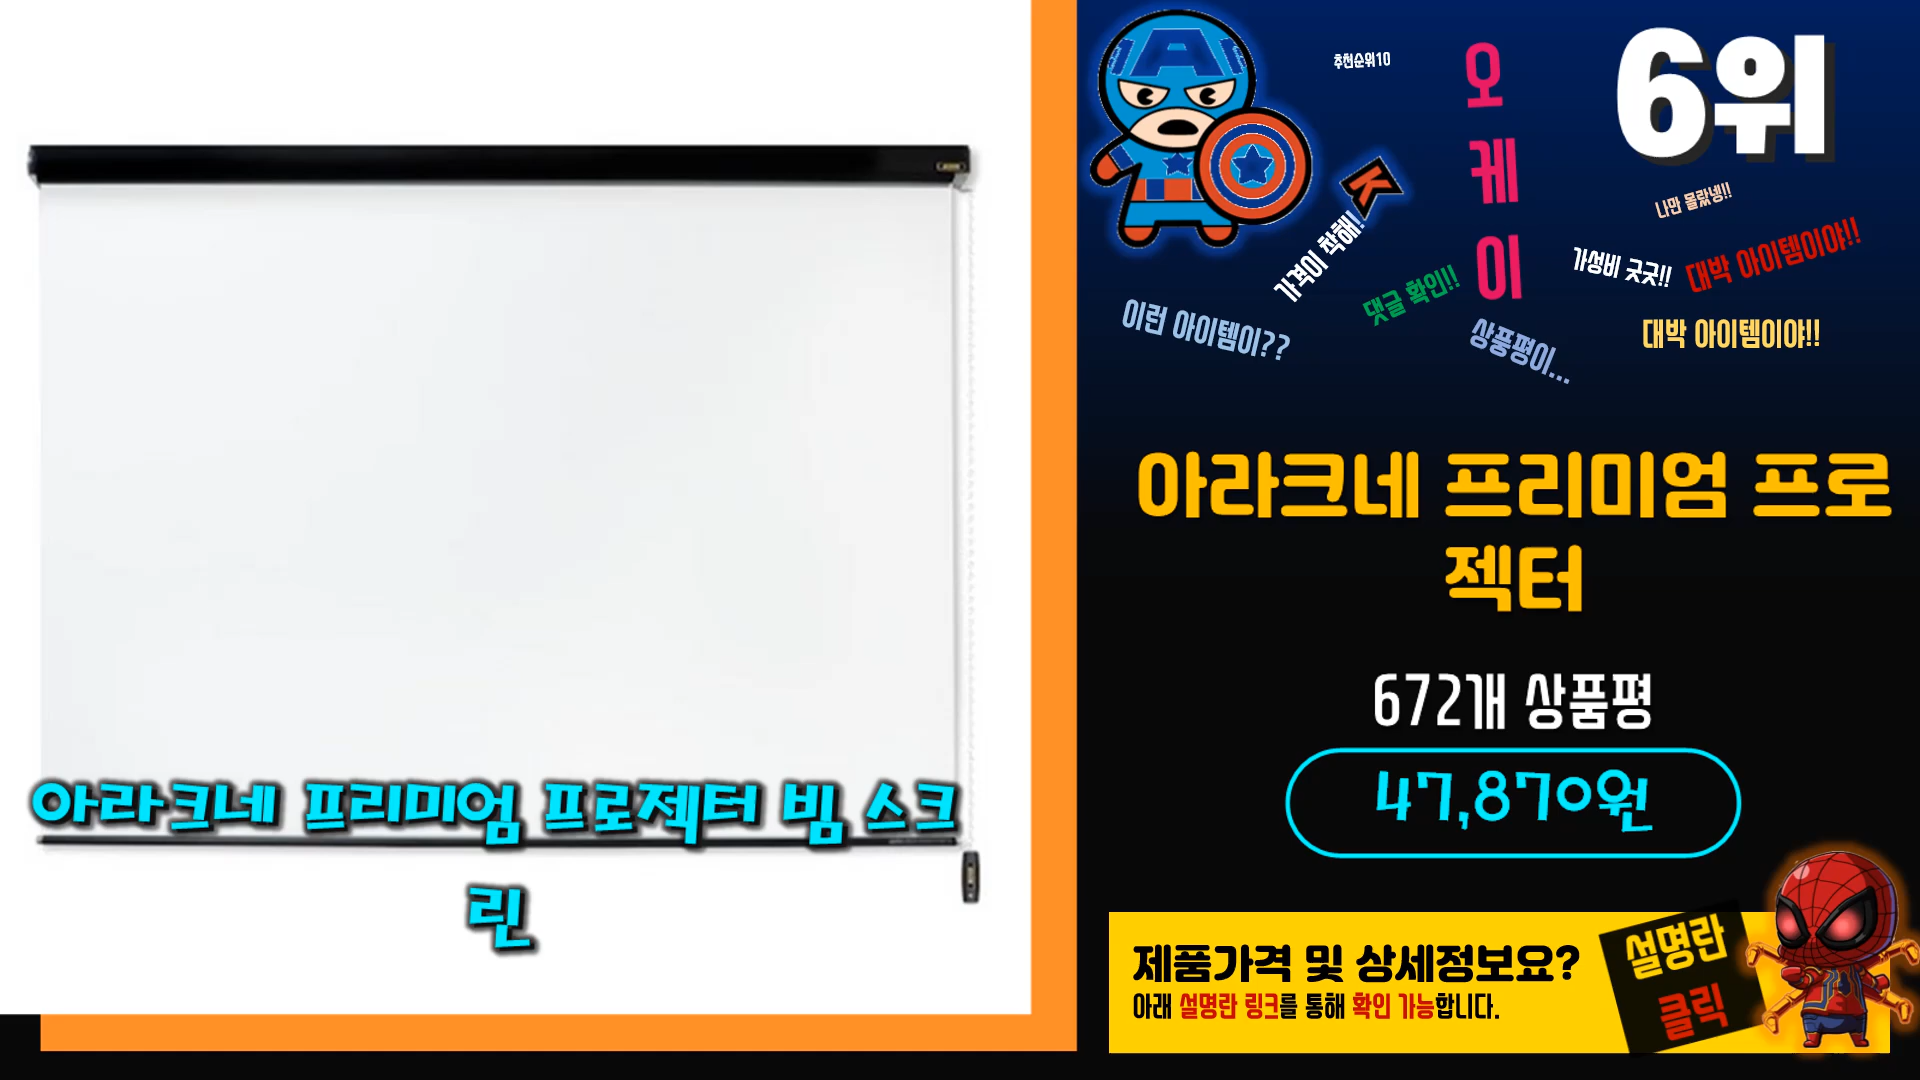 추천순위10
오케이
K
6위
나만 몰랐넹!!
가격이 착해!
댓글 확인!!
가성비 굿굿!!
대박 아이템이야!!
이런 아이템이??
상품평이...
대박 아이템이야!!
아라크네 프리미엄 프로
젝터
672개 상품평
47,870원
아라크네 프리미엄 프로젝터 빔 스크
린
제품가격 및 상세정보요?
아래 설명란 링크를 통해 확인 가능합니다.
설명란
클릭